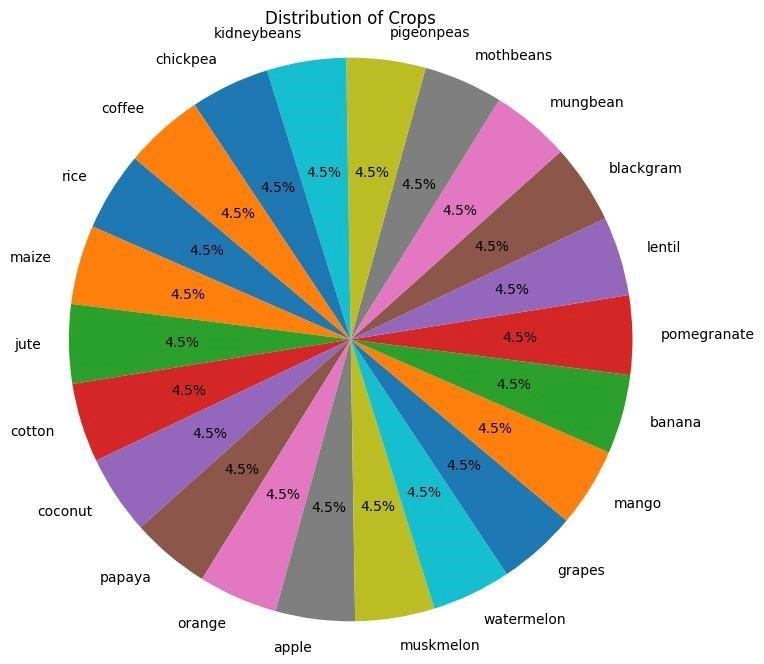 Distribution of Crops
rice
4.5%
maize
4.5%
jute
4.5%
cotton
4.5%
coconut
4.5%
papaya
4.5%
orange
4.5%
apple
4.5%
muskmelon
4.5%
watermelon
4.5%
grapes
4.5%
mango
4.5%
banana
4.5%
pomegranate
4.5%
lentil
4.5%
blackgram
4.5%
mungbean
4.5%
mothbeans
4.5%
pigeonpeas
4.5%
kidneybeans
4.5%
chickpea
4.5%
coffee
4.5%